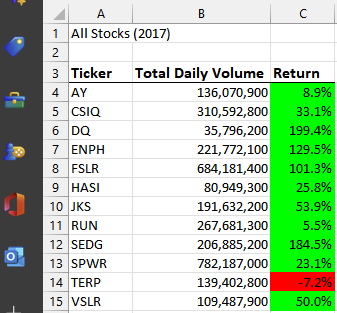 A B C
1 All Stocks (2017)
2
3 Ticker Total Daily Volume Return
4 AY 136,070,900 8.9%
5 CSIQ 310,592,800 33.1%
6 DQ 35,796,200 199.4%
7 ENPH 221,772,100 129.5%
8 FSLR 684,181,400 101.3%
9 HASI 80,949,300 25.8%
10 JKS 191,632,200 53.9%
11 RUN 267,681,300 5.5%
12 SEDG 206,885,200 184.5%
13 SPWR 782,187,000 23.1%
14 TERP 139,402,800 -7.2%
15 VSLR 109,487,900 50.0%